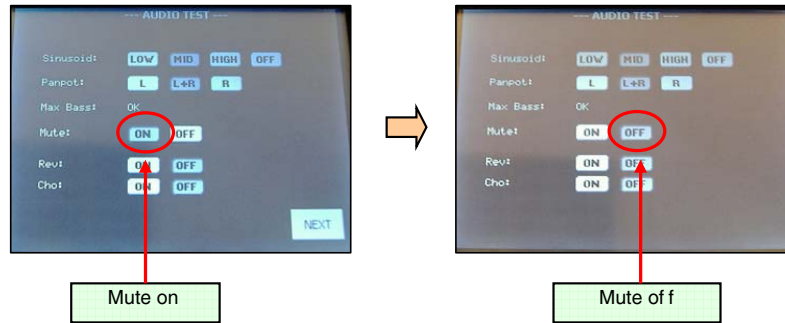 --- AUDIO TEST ---
Sinusoid: LOW MID HIGH OFF
Panpot: L L+R R
Max Bass: OK
Mute: ON OFF
Rev: ON OFF
Cho: ON OFF
NEXT
Mute on
--- AUDIO TEST ---
Sinusoid: LOW MID HIGH OFF
Panpot: L L+R R
Max Bass: OK
Mute: ON OFF
Rev: ON OFF
Cho: ON OFF
Mute of f